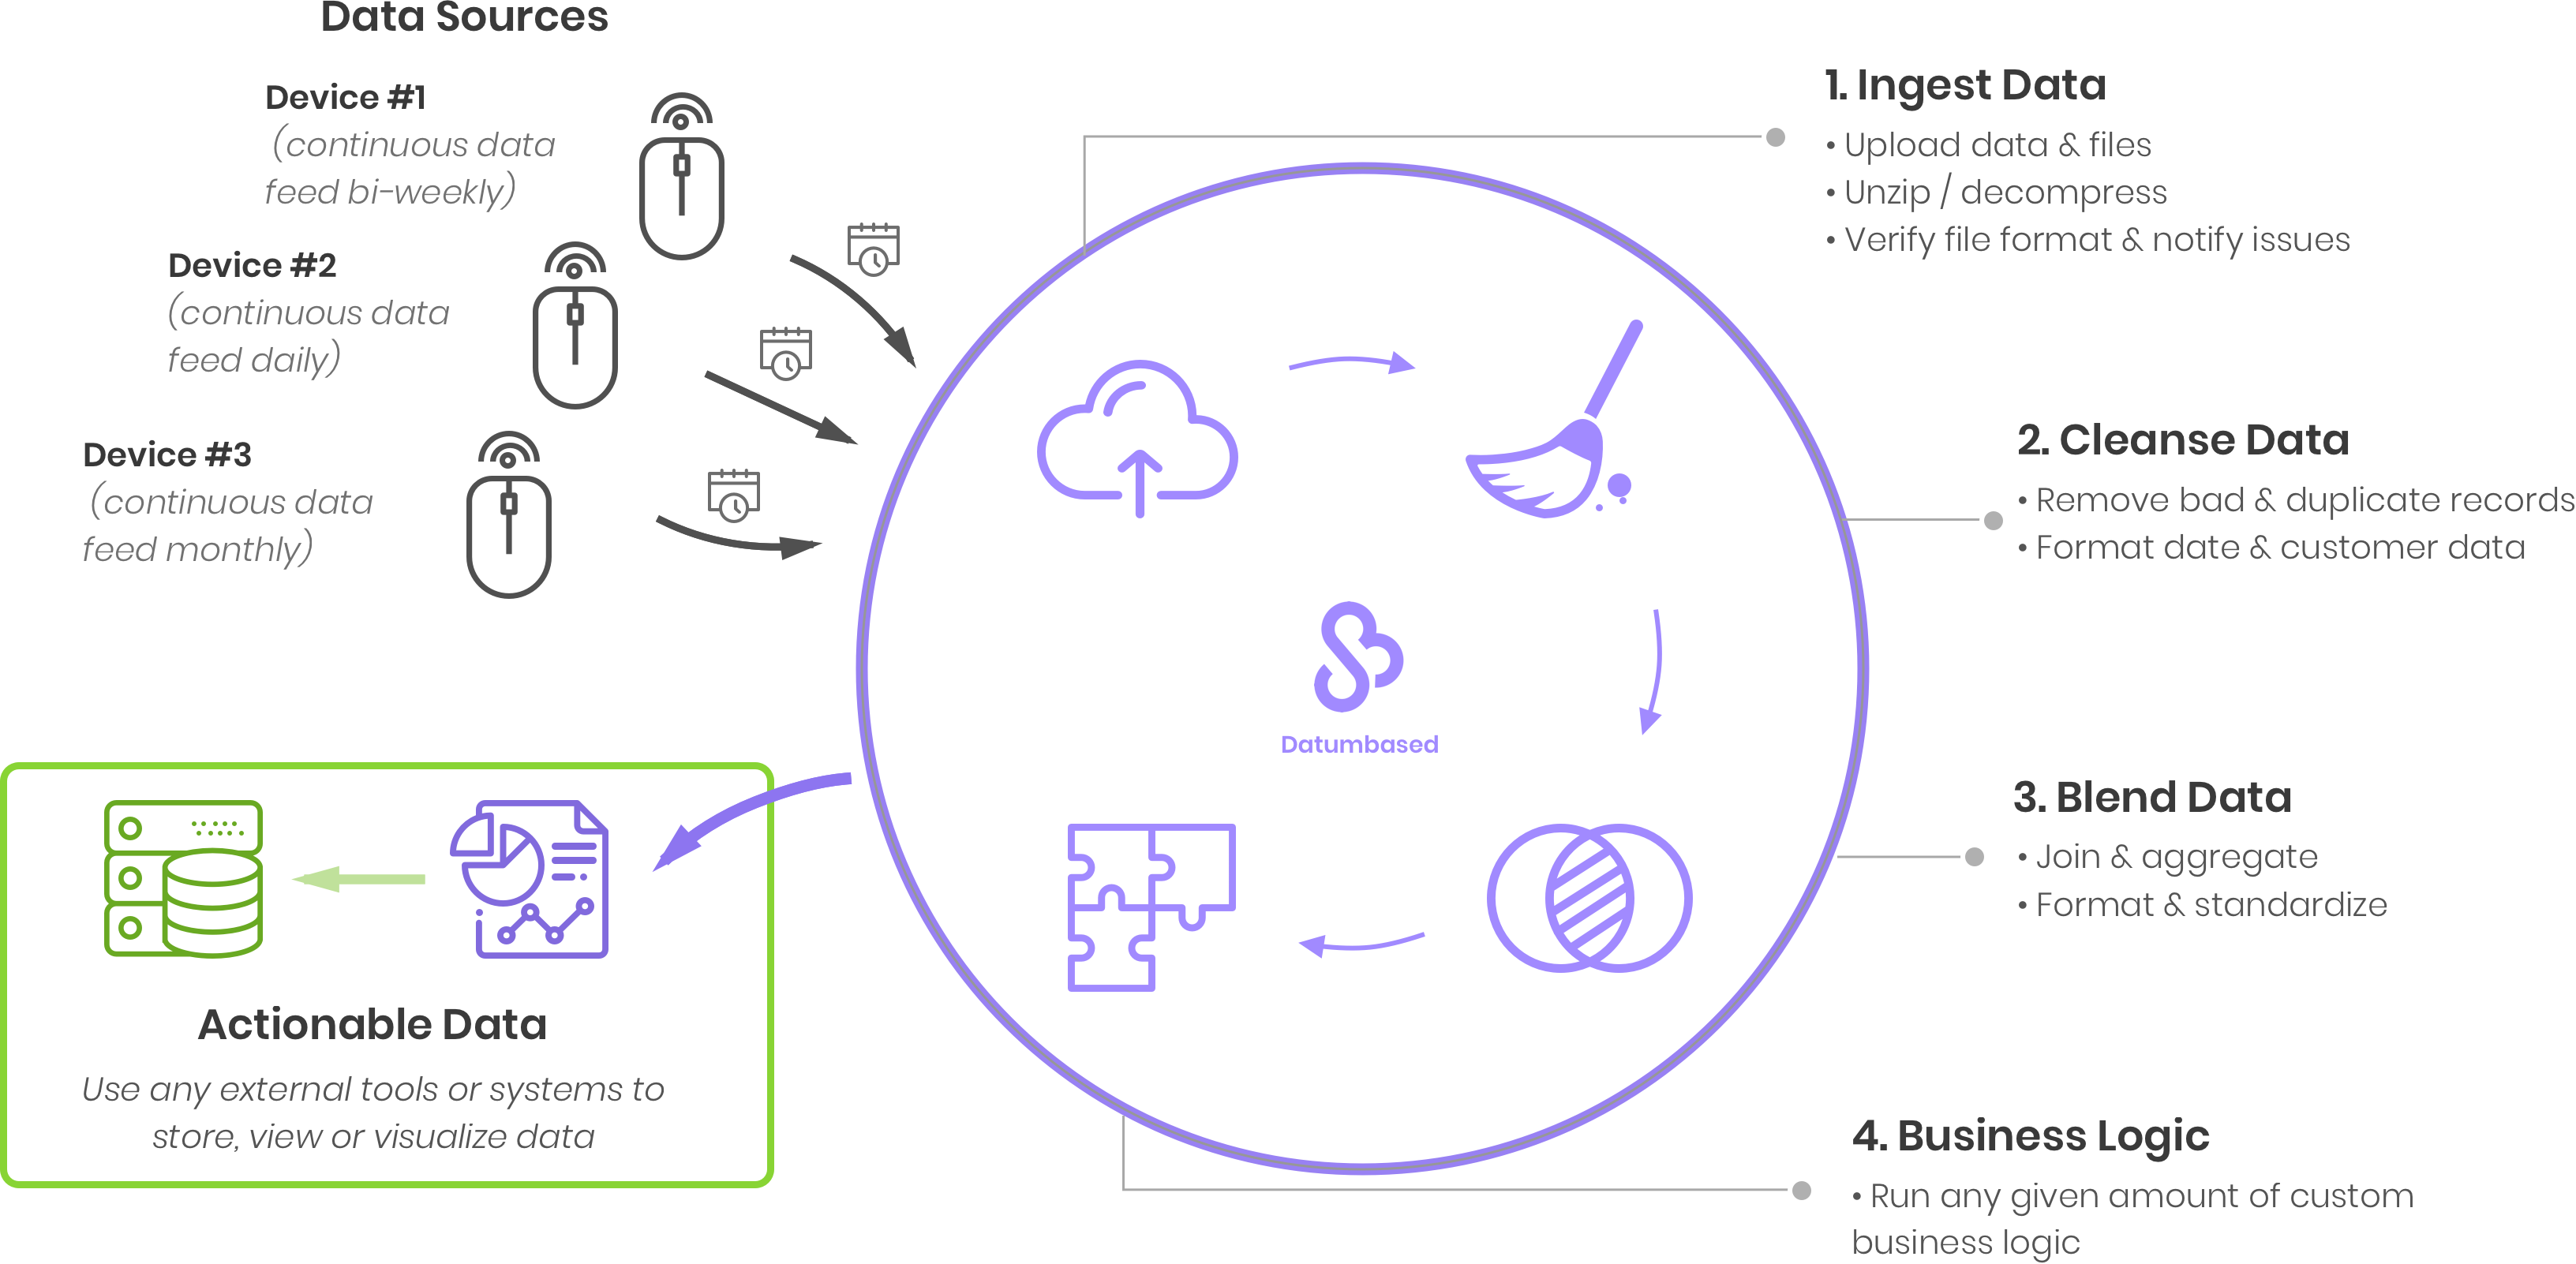 Data Sources
Device #1
(continuous data
feed bi-weekly)
Device #2
(continuous data
feed daily)
Device #3
(continuous data
feed monthly)
1. Ingest Data
• Upload data & files
• Unzip / decompress
• Verify file format & notify issues
2. Cleanse Data
• Remove bad & duplicate records
• Format date & customer data
Datumbased
3. Blend Data
• Join & aggregate
• Format & standardize
4. Business Logic
• Run any given amount of custom
business logic
Actionable Data
Use any external tools or systems to
store, view or visualize data